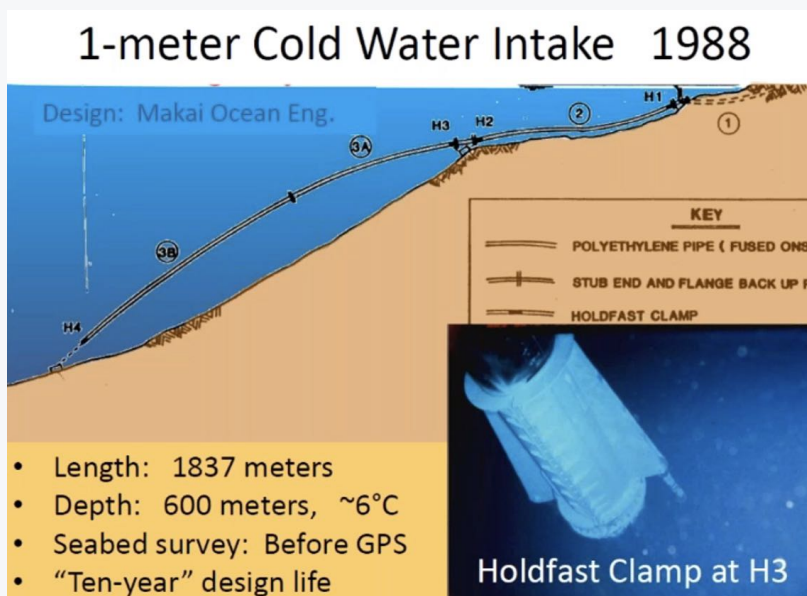 1-meter Cold Water Intake 1988
Design: Makai Ocean Eng.
H1
H3
H2
2
1
3A
3B
H4
KEY
POLYETHYLENE PIPE ( FUSED ONS
STUB END AND FLANGE BACK UP
HOLDFAST CLAMP
• Length: 1837 meters
• Depth: 600 meters, ~6°C
• Seabed survey: Before GPS
• “Ten-year” design life
Holdfast Clamp at H3